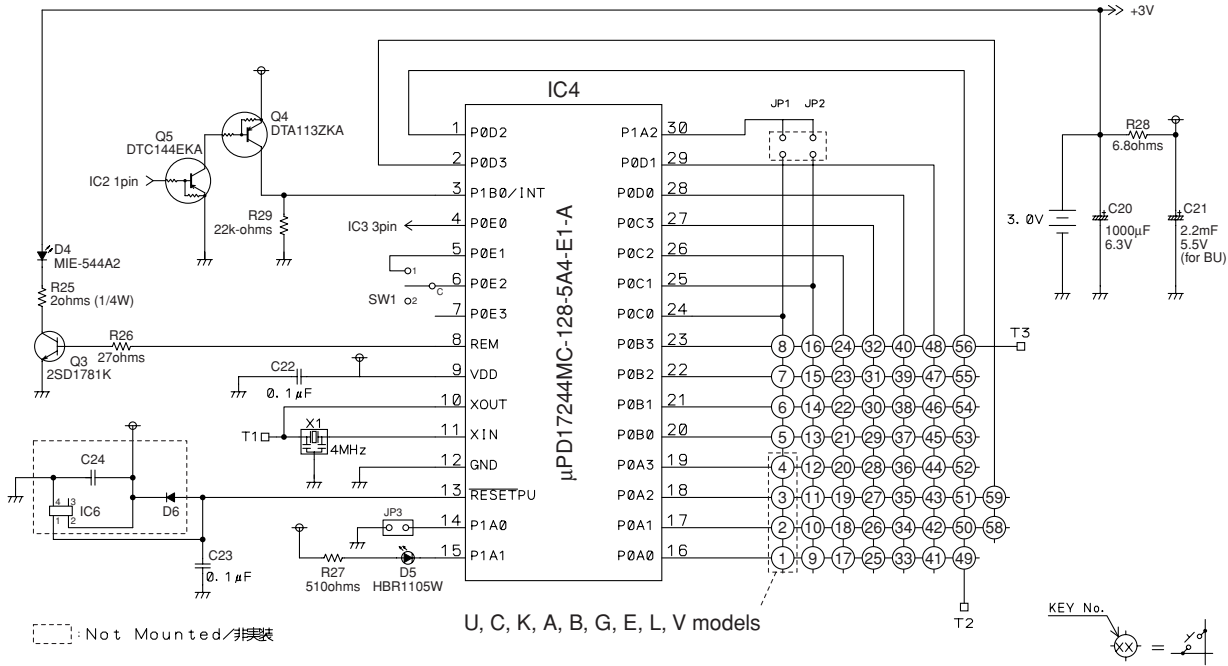 +3V
IC4
JP1 JP2
Q4
DTA113ZKA
Q5
DTC144EKA
IC2 1pin
R29
22k-ohms
IC3 3pin
SW1
1
C
2
D4
MIE-544A2
R25
2ohms (1/4W)
R26
27ohms
Q3
2SD1781K
C22
0.1μF
T1
X1
4MHz
C24
IC6
4 3
1 2
D6
C23
0.1μF
JP3
R27
510ohms
D5
HBR1105W
μPD17244MC-128-5A4-E1-A
1 P0D2
2 P0D3
3 P1B0/INT
4 P0E0
5 P0E1
6 P0E2
7 P0E3
8 REM
9 VDD
10 XOUT
11 XIN
12 GND
13 RESETPU
14 P1A0
15 P1A1
P1A2 30
P0D1 29
P0D0 28
P0C3 27
P0C2 26
P0C1 25
P0C0 24
P0B3 23
P0B2 22
P0B1 21
P0B0 20
P0A3 19
P0A2 18
P0A1 17
P0A0 16
8 16 24 32 40 48 56
7 15 23 31 39 47 55
6 14 22 30 38 46 54
5 13 21 29 37 45 53
4 12 20 28 36 44 52
3 11 19 27 35 43 51 59
2 10 18 26 34 42 50 58
1 9 17 25 33 41 49
T3
T2
R28
6.8ohms
3.0V
+
C20
1000μF
6.3V
+
C21
2.2mF
5.5V
(for BU)
U, C, K, A, B, G, E, L, V models
: Not Mounted/非実装
KEY No.
XX =